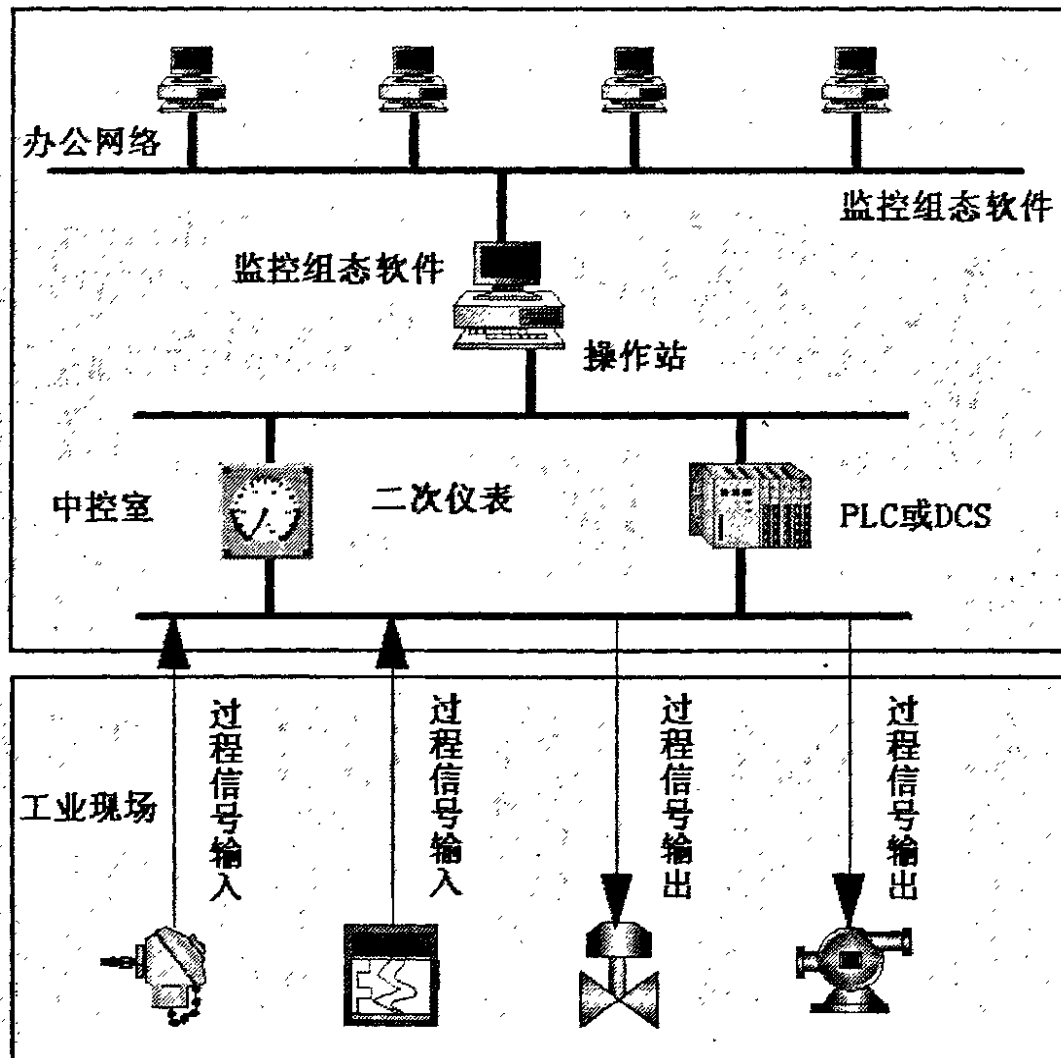 办公网络
监控组态软件
监控组态软件
操作站
中控室
二次仪表
PLC或DCS
工业现场
过程信号输入
过程信号输入
过程信号输出
过程信号输出